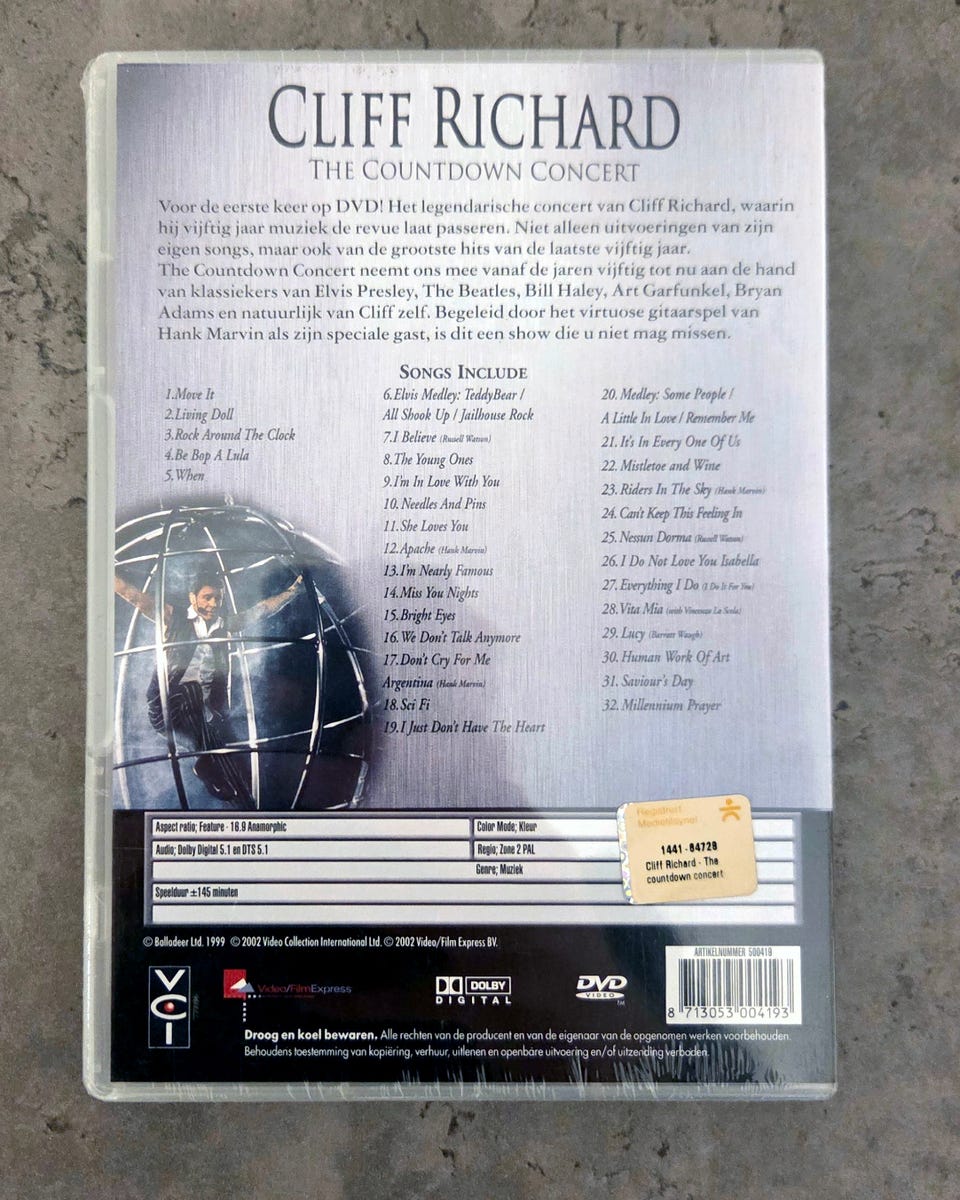 CLIFF RICHARD
THE COUNTDOWN CONCERT
Voor de eerste keer op DVD! Het legendarische concert van Cliff Richard, waarin
hij vijftig jaar muziek de revue laat passeren. Niet alleen uitvoeringen van zijn
eigen songs, maar ook van de grootste hits van de laatste vijftig jaar.
The Countdown Concert neemt ons mee vanaf de jaren vijftig tot nu aan de hand
van klassiekers van Elvis Presley, The Beatles, Bill Haley, Art Garfunkel, Bryan
Adams en natuurlijk van Cliff zelf. Begeleid door het virtuose gitaarspel van
Hank Marvin als zijn speciale gast, is dit een show die u niet mag missen.
SONGS INCLUDE
1.Move It
2.Living Doll
3.Rock Around The Clock
4.Be Bop A Lula
5.When
6.Elvis Medley: TeddyBear /
All Shook Up / Jailhouse Rock
7.I Believe (Russell Watson)
8.The Young Ones
9.I'm In Love With You
10.Needles And Pins
11.She Loves You
12.Apache (Hank Marvin)
13.I'm Nearly Famous
14.Miss You Nights
15.Bright Eyes
16.We Don't Talk Anymore
17.Don't Cry For Me
Argentina (Hank Marvin)
18.Sci Fi
19.I Just Don't Have The Heart
20. Medley: Some People /
A Little In Love / Remember Me
21. It's In Every One Of Us
22. Mistletoe and Wine
23. Riders In The Sky (Hank Marvin)
24. Can't Keep This Feeling In
25. Nessun Dorma (Russell Watson)
26. I Do Not Love You Isabella
27. Everything I Do (I Do It For You)
28. Vita Mia (with Vincenzo La Scola)
29. Lucy (Barratt Waugh)
30. Human Work Of Art
31. Saviour's Day
32. Millennium Prayer
Aspect ratio; Feature - 16.9 Anamorphic
Color Mode; Kleur
Audio; Dolby Digital 5.1 en DTS 5.1
Regio; Zone 2 PAL
Genre; Muziek
Speelduur ±145 minuten
Registrert
Medietilsynet
1441-84728
Cliff Richard - The
countdown concert
© Balladeer Ltd. 1999 © 2002 Video Collection International Ltd. © 2002 Video/Film Express BV.
ARTIKELNUMMER 500419
8 713053 004193
VCI
Video/FilmExpress
DOLBY
DIGITAL
DVD
VIDEO
TM
Droog en koel bewaren. Alle rechten van de producent en van de eigenaar van de opgenomen werken voorbehouden.
Behoudens toestemming van kopiëring, verhuur, uitlenen en openbare uitvoering en/of uitzending verboden.